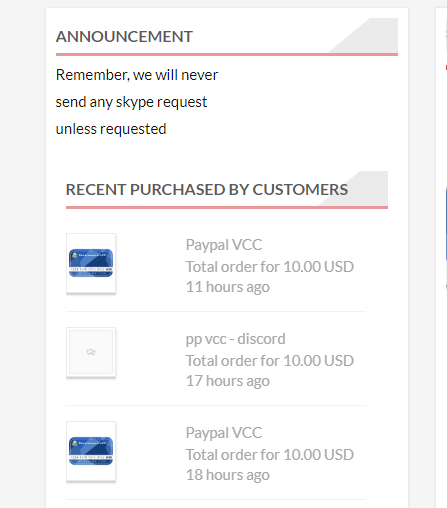 ANNOUNCEMENT
Remember, we will never
send any skype request
unless requested
RECENT PURCHASED BY CUSTOMERS
Paypal VCC
Total order for 10.00 USD
11 hours ago
pp vcc - discord
Total order for 10.00 USD
17 hours ago
Paypal VCC
Total order for 10.00 USD
18 hours ago